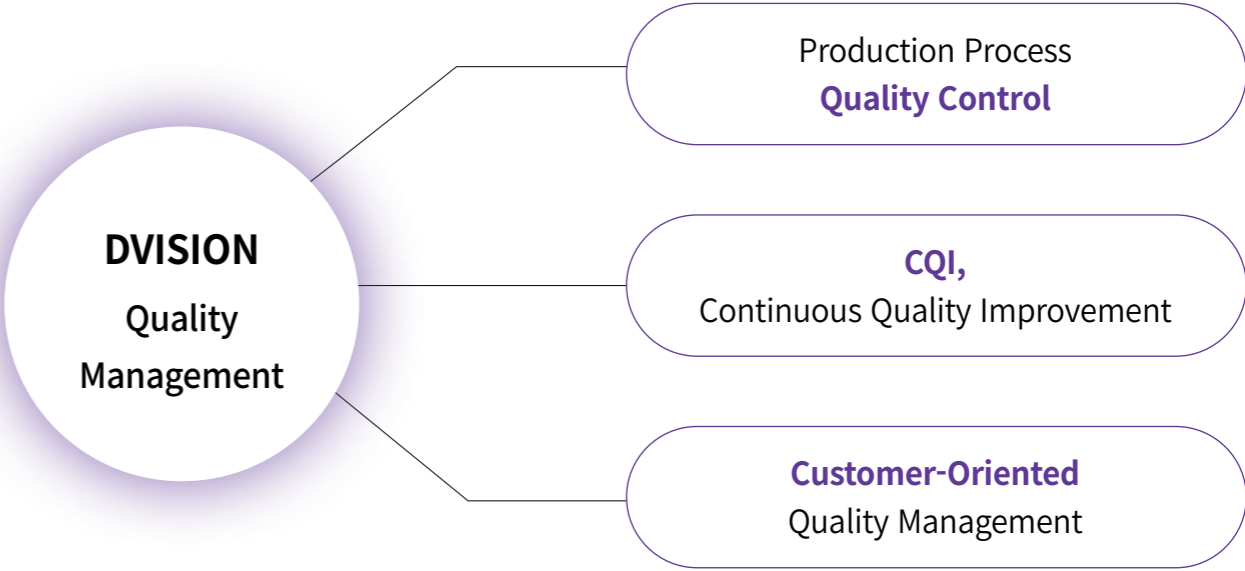 DVISION
Quality
Management
Production Process
Quality Control
CQI,
Continuous Quality Improvement
Customer-Oriented
Quality Management